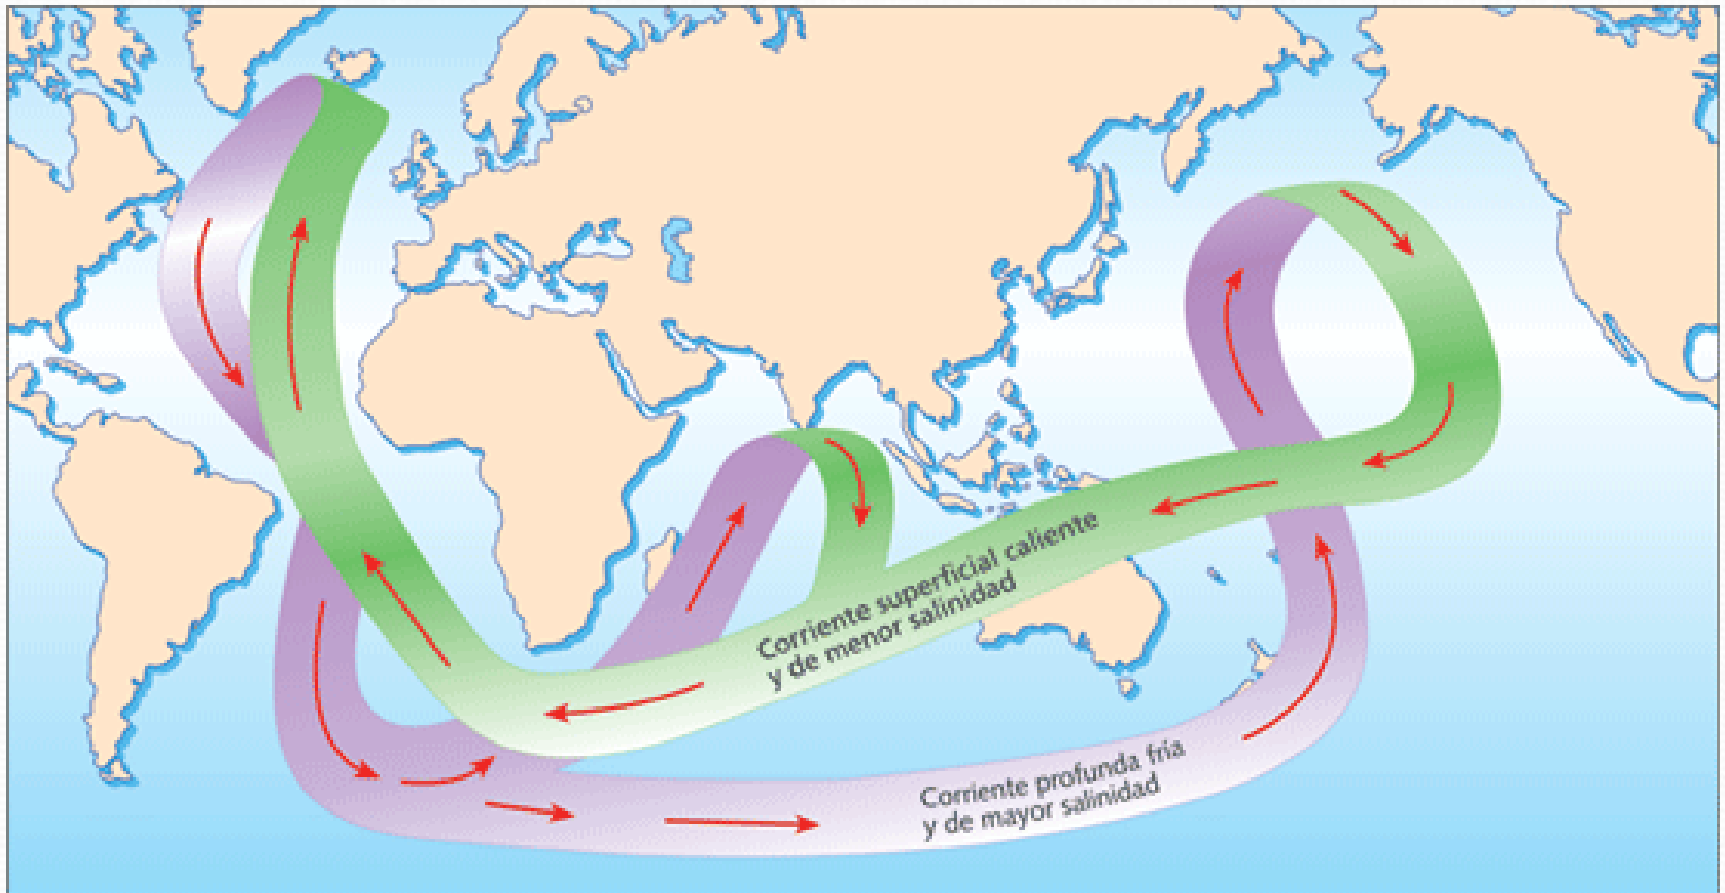 Corriente superficial caliente
y de menor salinidad
Corriente profunda fría
y de mayor salinidad